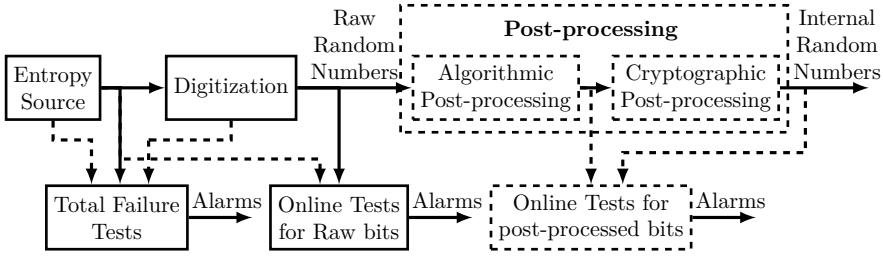 Raw
Random
Numbers
Post-processing
Internal
Random
Numbers
Entropy
Source
Digitization
Algorithmic
Post-processing
Cryptographic
Post-processing
Total Failure
Tests
Alarms
Online Tests
for Raw bits
Alarms
Online Tests for
post-processed bits
Alarms